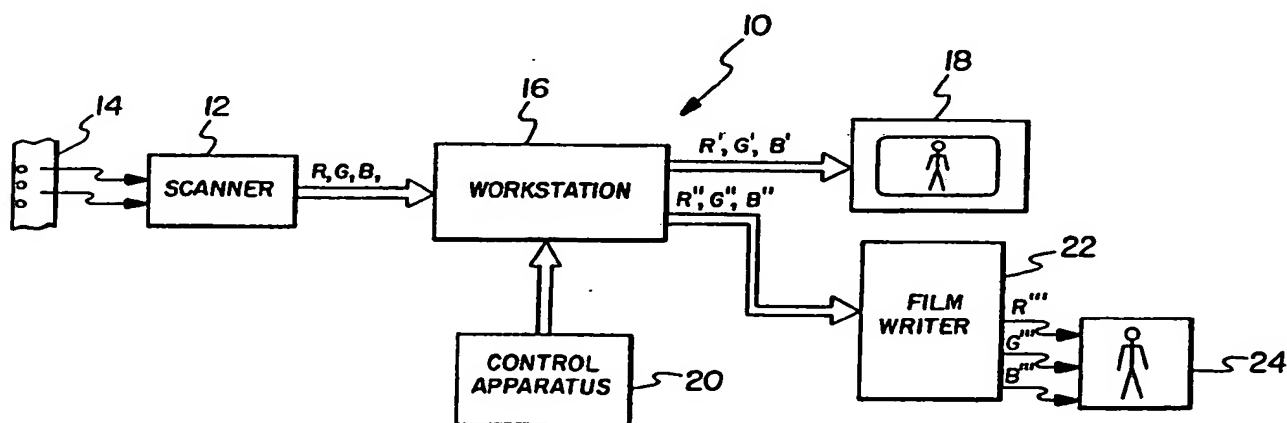 10
14
12
16
18
SCANNER
R,G,B,
WORKSTATION
R', G', B'
R'', G'', B''
CONTROL
APPARATUS
20
FILM
WRITER
22
R'''
G'''
B'''
24